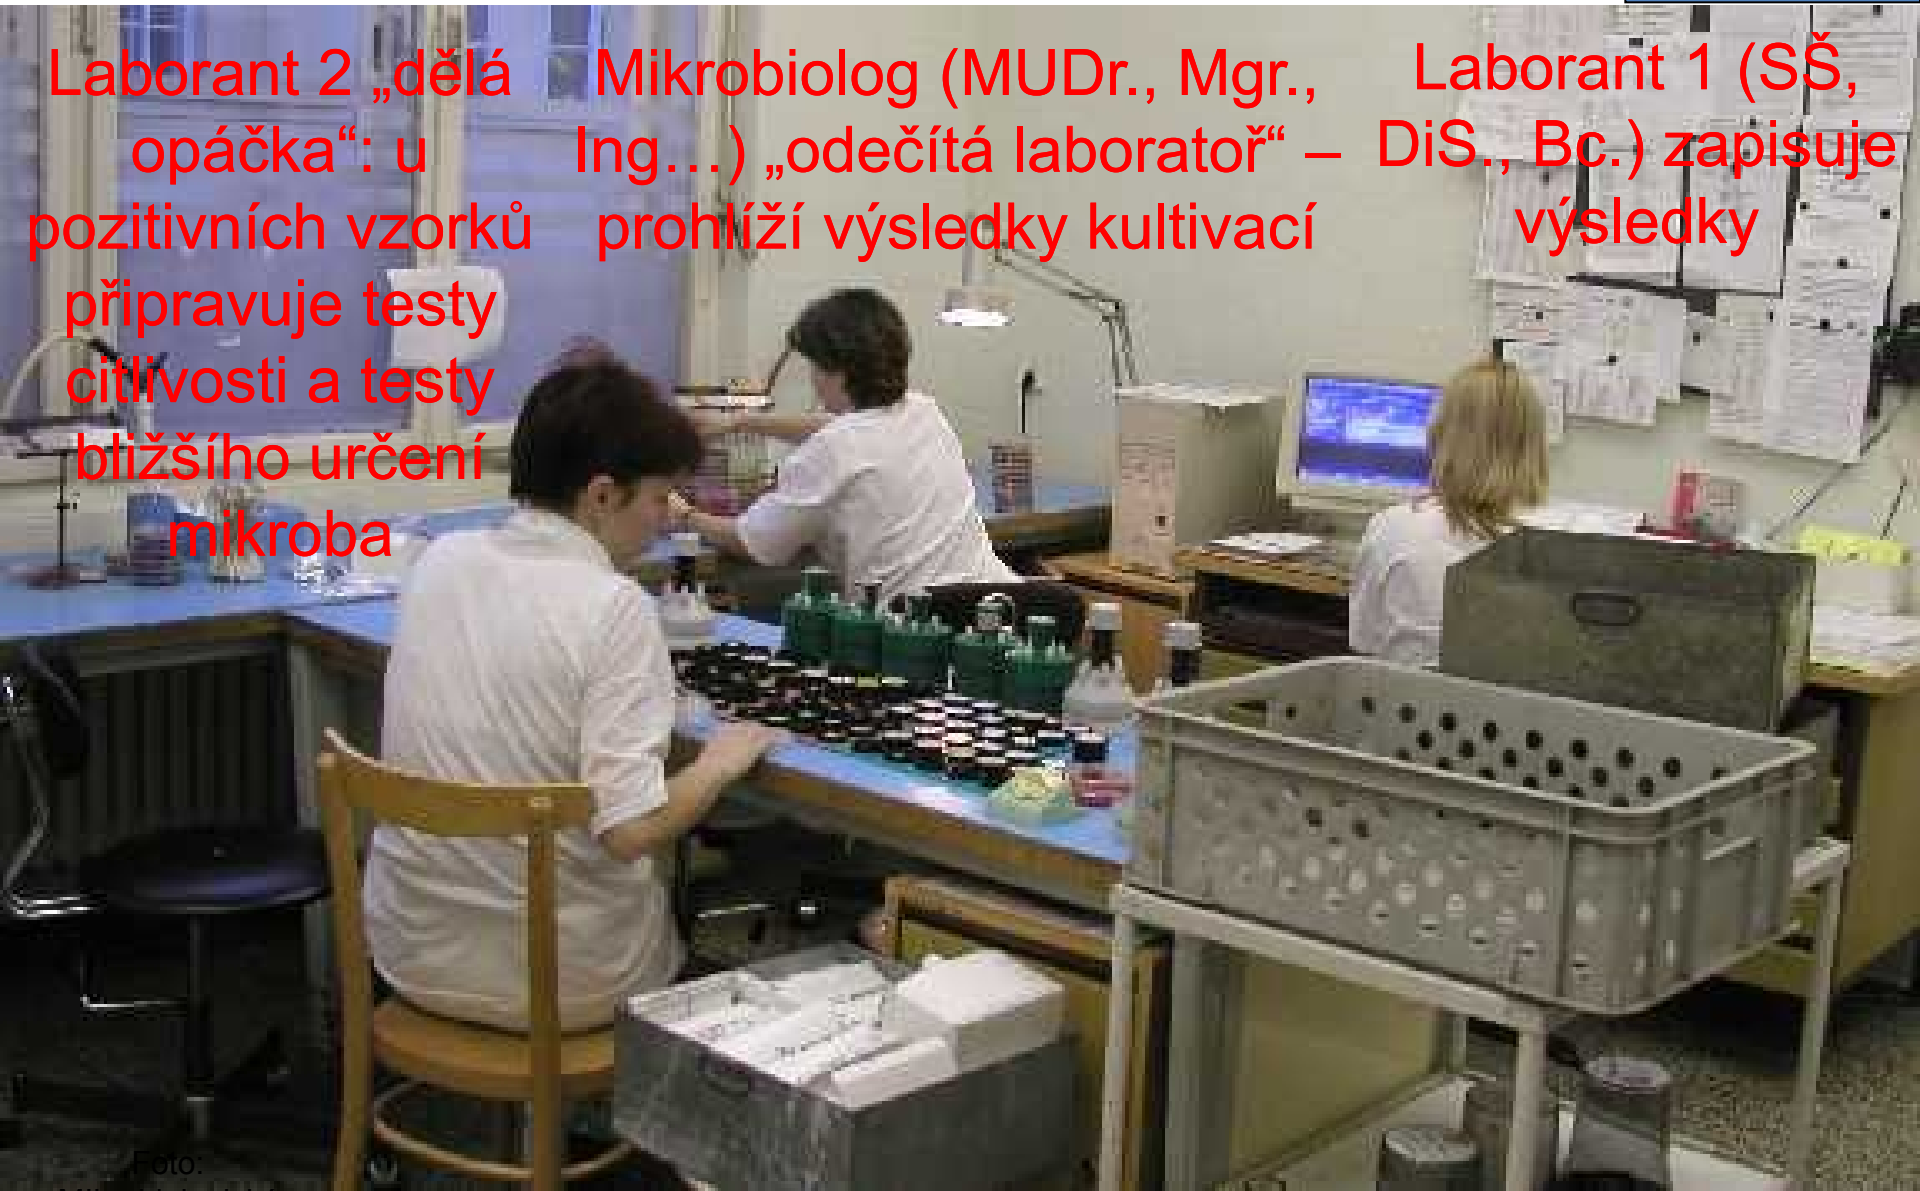 Laborant 2 „dělá
opáčka“: u
pozitivních vzorků
připravuje testy
citlivosti a testy
bližšího určení
mikroba
Mikrobiolog (MUDr., Mgr.,
Ing…) „odečítá laboratoř“ –
prohlíží výsledky kultivací
Laborant 1 (SŠ,
DiS., Bc.) zapisuje
výsledky
Foto: